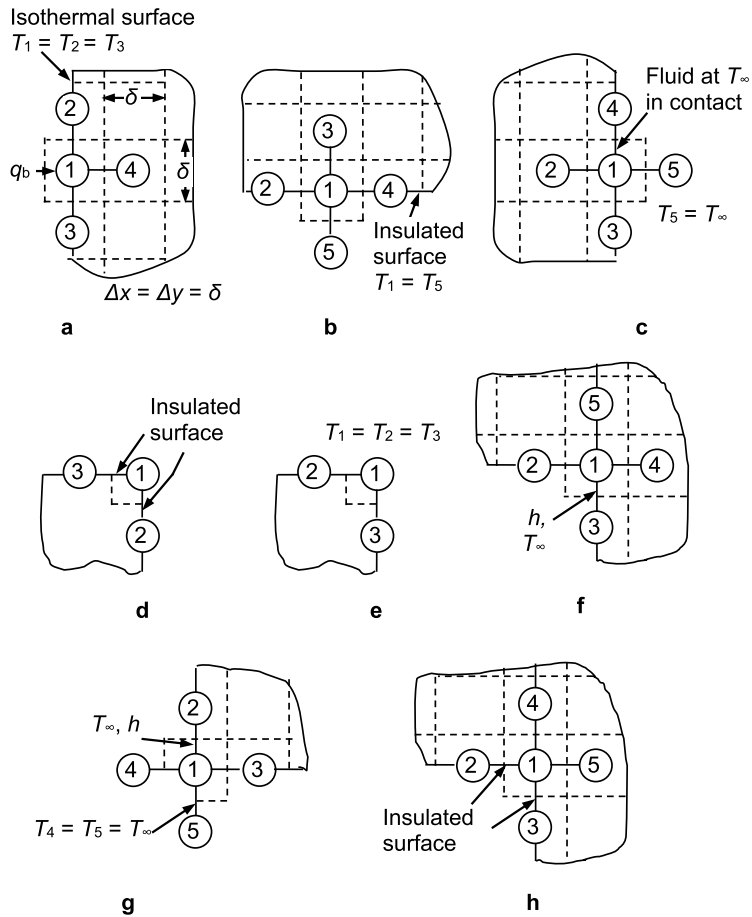 Isothermal surface
T₁ = T₂ = T₃
2
δ
q_b
1
4
δ
3
Δx = Δy = δ
a
3
2
1
4
5
Insulated
surface
T₁ = T₅
b
Fluid at T∞
in contact
4
2
1
5
T₅ = T∞
3
c
Insulated
surface
3
1
2
d
T₁ = T₂ = T₃
2
1
3
e
5
2
1
4
h,
T∞
3
f
2
T∞, h
4
1
3
T₄ = T₅ = T∞
5
g
4
2
1
5
Insulated
surface
3
h